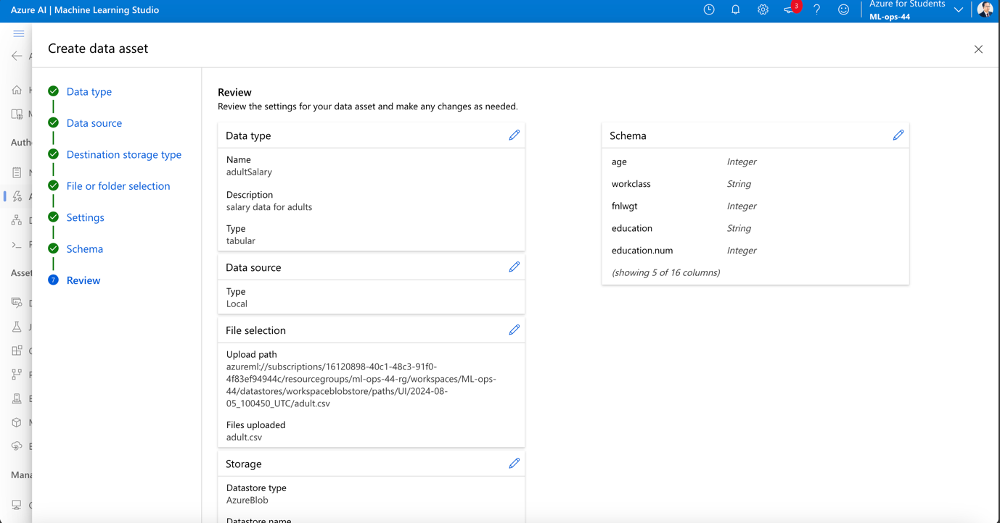 Azure AI | Machine Learning Studio
3
Azure for Students
ML-ops-44
Create data asset
Auth
Asset
Mana
Data type
Data source
Destination storage type
File or folder selection
Settings
Schema
7
Review
Review
Review the settings for your data asset and make any changes as needed.
Data type
Name
adultSalary
Description
salary data for adults
Type
tabular
Data source
Type
Local
File selection
Upload path
azureml://subscriptions/16120898-40c1-48c3-91f0-
4f83ef94944c/resourcegroups/ml-ops-44-rg/workspaces/ML-ops-
44/datastores/workspaceblobstore/paths/UI/2024-08-
05_100450_UTC/adult.csv
Files uploaded
adult.csv
Storage
Datastore type
AzureBlob
Datastore name
Schema
age Integer
workclass String
fnlwgt Integer
education String
education.num Integer
(showing 5 of 16 columns)